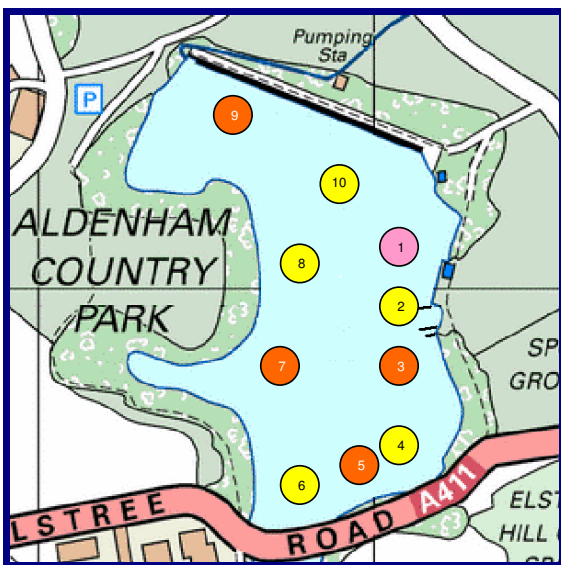 Pumping
Sta
P
9
10
ALDENHAM
COUNTRY
PARK
1
8
2
7
3
SP
GRO
4
5
6
A411
LSTREE
ROAD
ELST
HILL